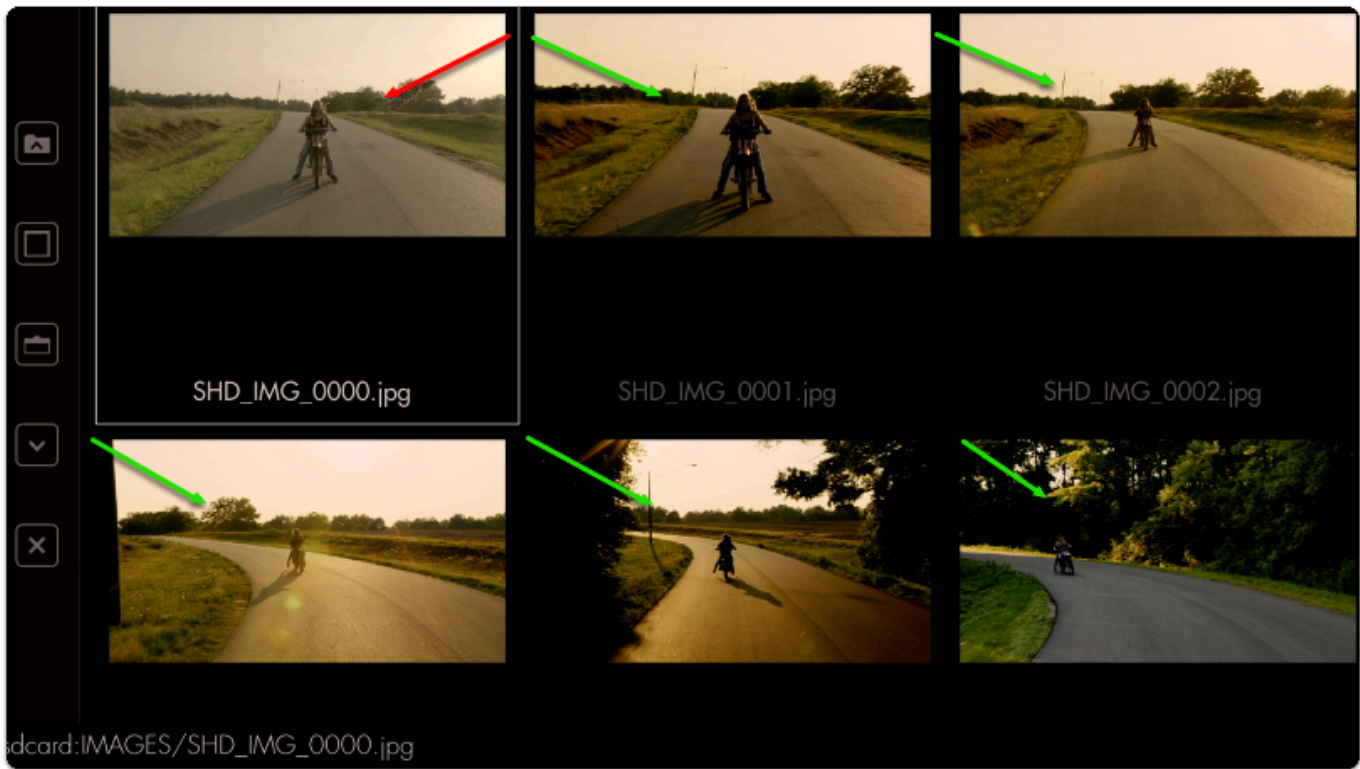 SHD_IMG_0000.jpg
SHD_IMG_0001.jpg
SHD_IMG_0002.jpg
sdcard:IMAGES/SHD_IMG_0000.jpg